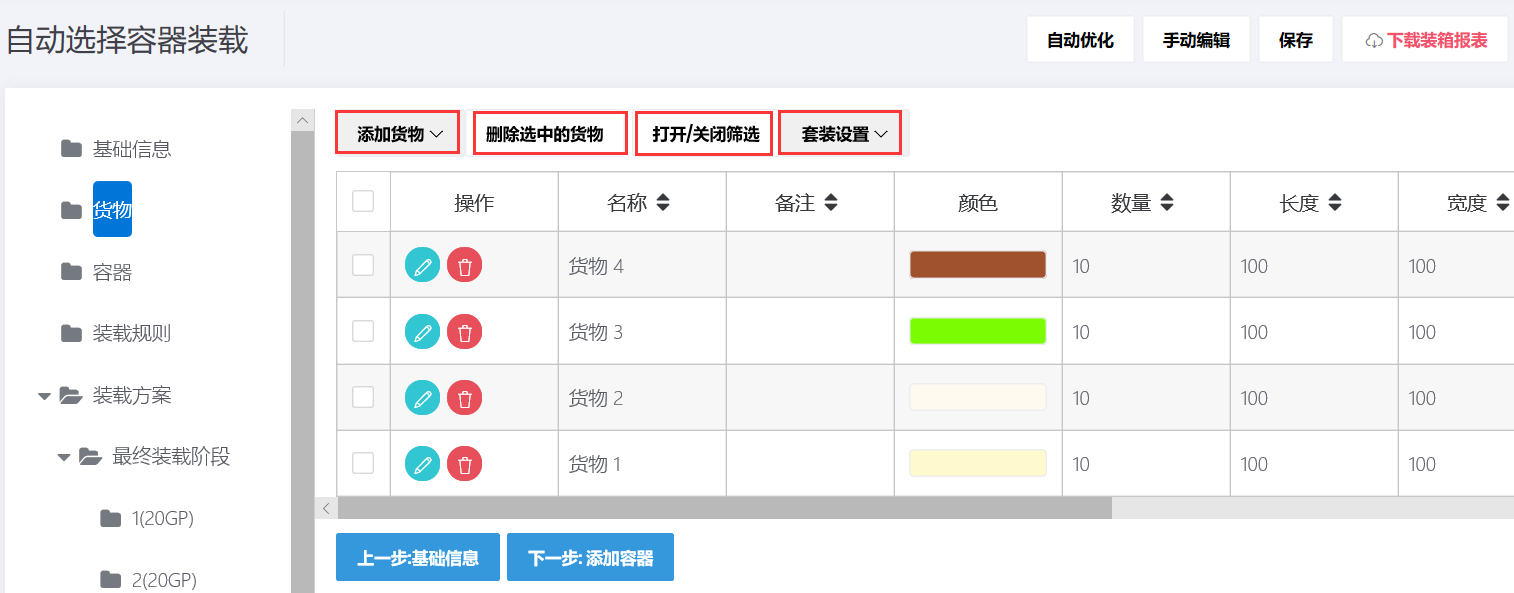 自动选择容器装载
自动优化 手动编辑 保存 下载装箱报表
基础信息
货物
容器
装载规则
装载方案
最终装载阶段
1(20GP)
2(20GP)
添加货物 删除选中的货物 打开/关闭筛选 套装设置
操作 名称 备注 颜色 数量 长度 宽度
货物 4 10 100 100
货物 3 10 100 100
货物 2 10 100 100
货物 1 10 100 100
上一步:基础信息 下一步: 添加容器